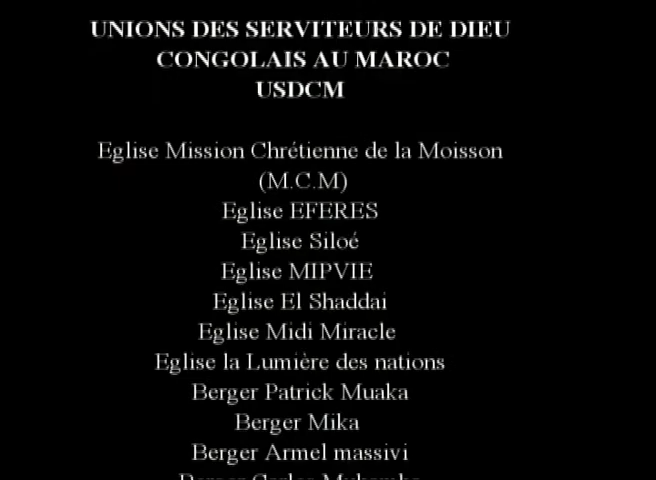 UNIONS DES SERVITEURS DE DIEU
CONGOLAIS AU MAROC
USDCM
Eglise Mission Chrétienne de la Moisson
(M.C.M)
Eglise EFERES
Eglise Siloé
Eglise MIPVIE
Eglise El Shaddai
Eglise Midi Miracle
Eglise la Lumière des nations
Berger Patrick Muaka
Berger Mika
Berger Armel massivi